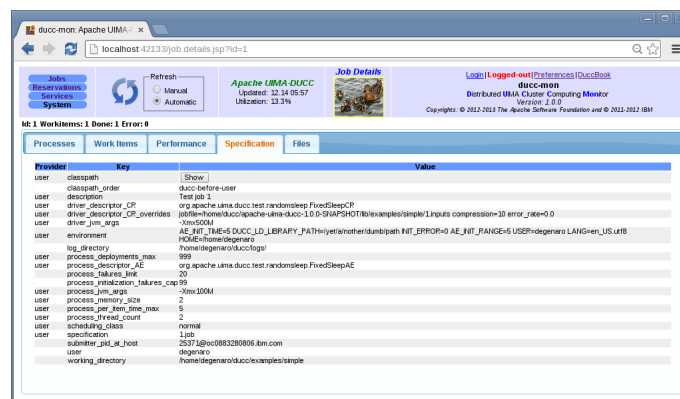 ducc-mon: Apache UIMA-
localhost:42133/job.details.jsp?id=1
Jobs
Reservations
Services
System
Refresh
Manual
Automatic
Apache UIMA-DUCC
Updated: 12.14 05:57
Utilization: 13.3%
Job Details
Login|Logged-out|Preferences|DuccBook
ducc-mon
Distributed UIMA Cluster Computing Monitor
Version: 1.0.0
Copyrights: © 2012-2013 The Apache Software Foundation and © 2011-2012 IBM
Id: 1 Workitems: 1 Done: 1 Error: 0
Processes Work Items Performance Specification Files
Provider Key Value
user classpath Show
classpath_order ducc-before-user
user description Test job 1
user driver_descriptor_CR org.apache.uima.ducc.test.randomsleep.FixedSleepCR
user driver_descriptor_CR_overrides jobfile=/home/ducc/apache-uima-ducc-1.0.0-SNAPSHOT/lib/examples/simple/1.inputs compression=10 error_rate=0.0
user driver_jvm_args -Xmx500M
user environment AE_INIT_TIME=5 DUCC_LD_LIBRARY_PATH=/yet/a/nother/dumb/path INIT_ERROR=0 AE_INIT_RANGE=5 USER=degenaro LANG=en_US.utf8
HOME=/home/degenaro
log_directory /home/degenaro/ducc/logs/
user process_deployments_max 999
user process_descriptor_AE org.apache.uima.ducc.test.randomsleep.FixedSleepAE
process_failures_limit 20
process_initialization_failures_cap 99
user process_jvm_args -Xmx100M
user process_memory_size 2
user process_per_item_time_max 5
user process_thread_count 2
user scheduling_class normal
user specification 1.job
submitter_pid_at_host 25371@oc0883280806.ibm.com
user degenaro
working_directory /home/degenaro/ducc/examples/simple